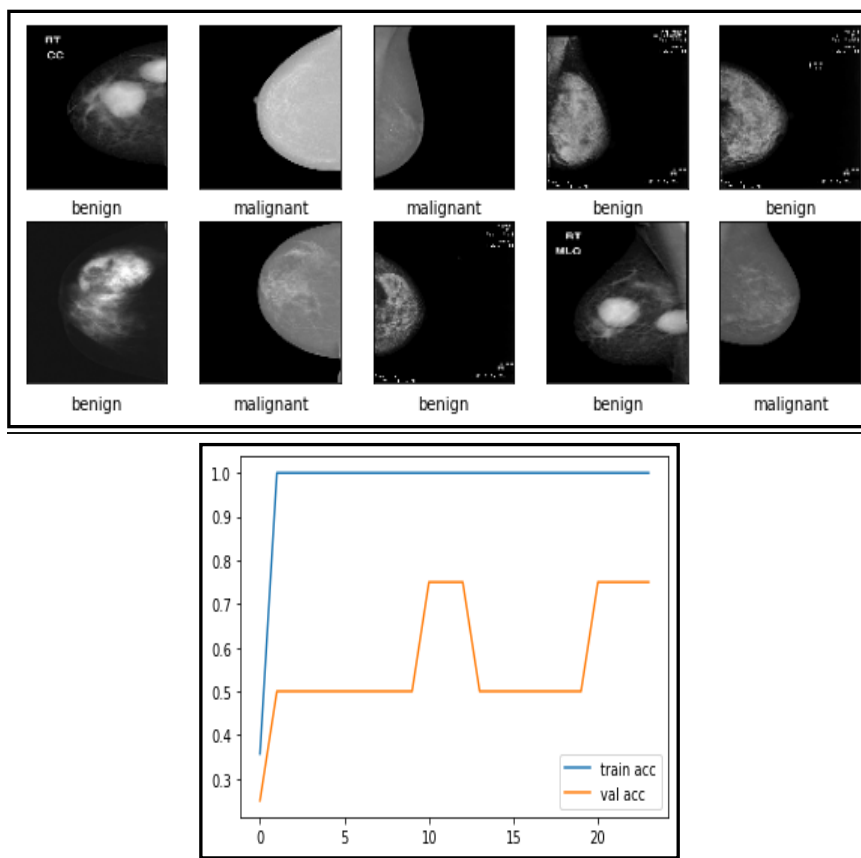 RT
CC
benign malignant malignant benign benign
RT
MLO
benign malignant benign benign malignant
1.0
0.9
0.8
0.7
0.6
0.5
0.4
0.3
train acc
val acc
0 5 10 15 20